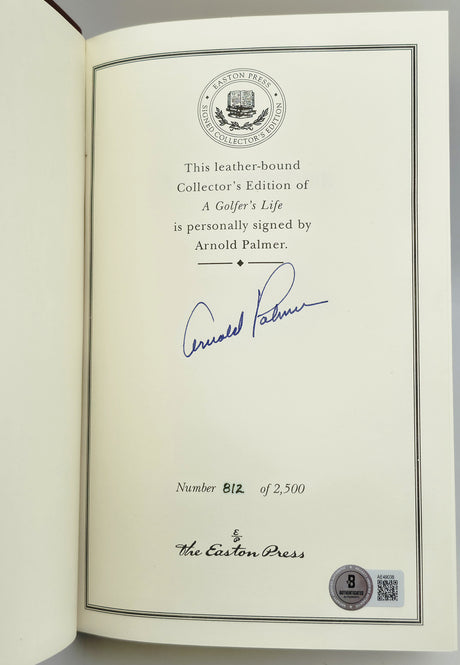 EASTON PRESS
SIGNED COLLECTOR'S EDITION
This leather-bound
Collector's Edition of
A Golfer's Life
is personally signed by
Arnold Palmer.
Arnold Palmer
Number 812 of 2,500
E/P
the Easton Press
B
AUTHENTICATED